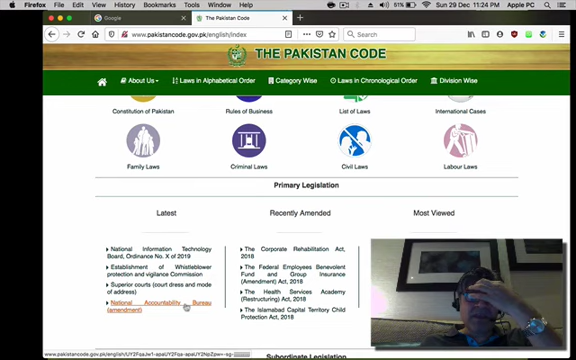 Firefox File Edit View History Bookmarks Tools Window Help 51% Sun 29 Dec 11:24 PM Apple PC
Google The Pakistan Code
www.pakistancode.gov.pk/english/index Search
THE PAKISTAN CODE
About Us Laws in Alphabetical Order Category Wise Laws in Chronological Order Division Wise
Constitution of Pakistan Rules of Business List of Laws International Cases
Family Laws Criminal Laws Civil Laws Labour Laws
Primary Legislation
Latest Recently Amended Most Viewed
National Information Technology
Board, Ordinance No. X of 2019
Establishment of Whistleblower
protection and vigilance Commission
Superior courts (court dress and mode
of address)
National Accountability Bureau
(amendment)
The Corporate Rehabilitation Act,
2018
The Federal Employees Benevolent
Fund and Group Insurance
(Amendment) Act, 2018
The Health Services Academy
(Restructuring) Act, 2018
The Islamabad Capital Territory Child
Protection Act, 2018
Subordinate Legislation